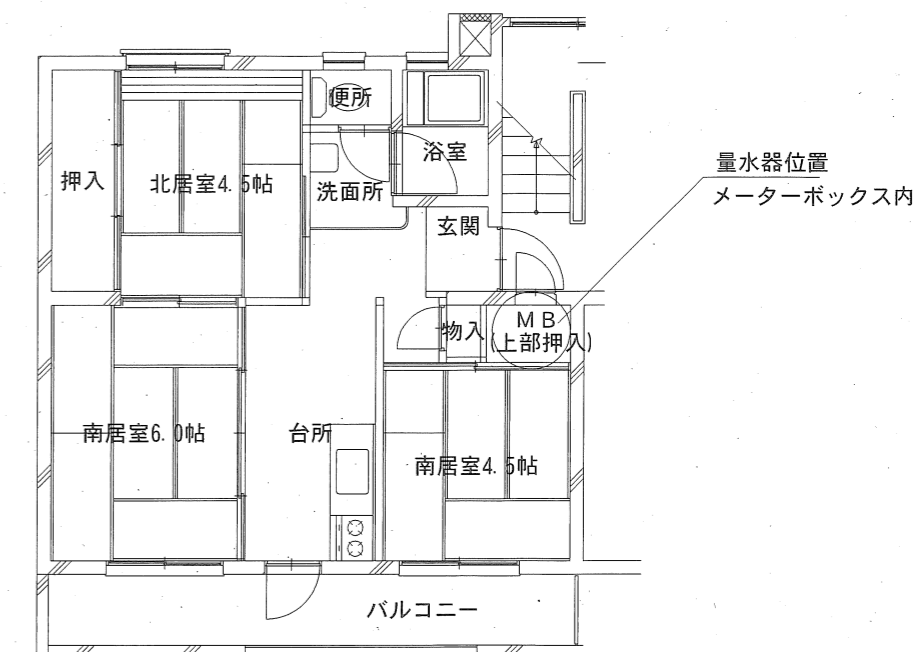 便所
浴室
量水器位置
押入
北居室4.5帖
洗面所
メーターボックス内
玄関
物入
MB
(上部押入)
南居室6.0帖
台所
南居室4.5帖
バルコニー